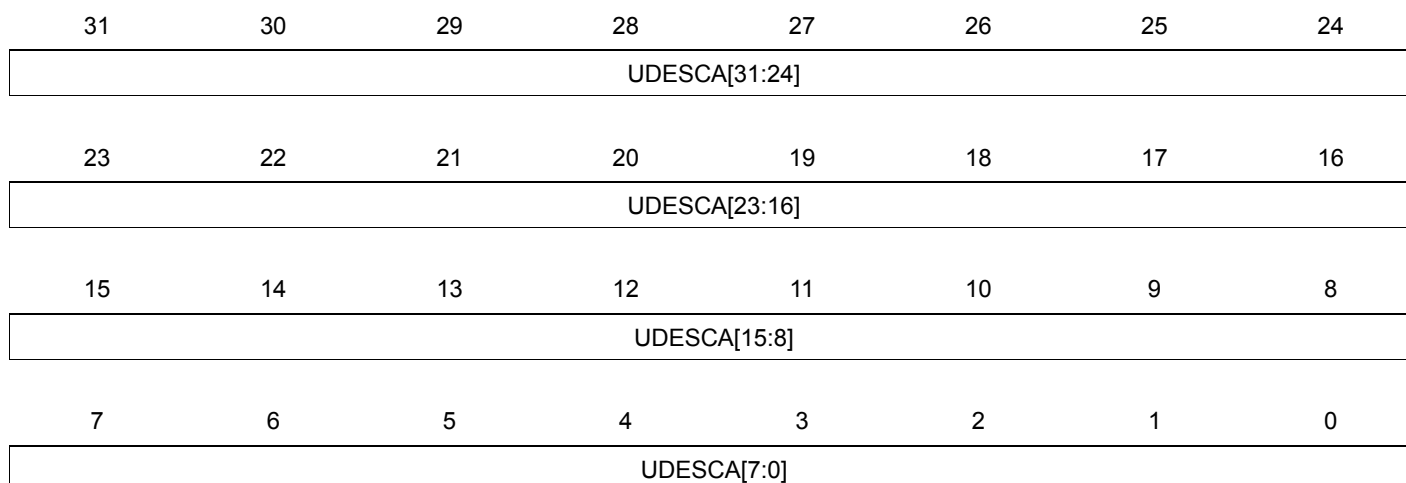 31 30 29 28 27 26 25 24
UDESCA[31:24]
23 22 21 20 19 18 17 16
UDESCA[23:16]
15 14 13 12 11 10 9 8
UDESCA[15:8]
7 6 5 4 3 2 1 0
UDESCA[7:0]